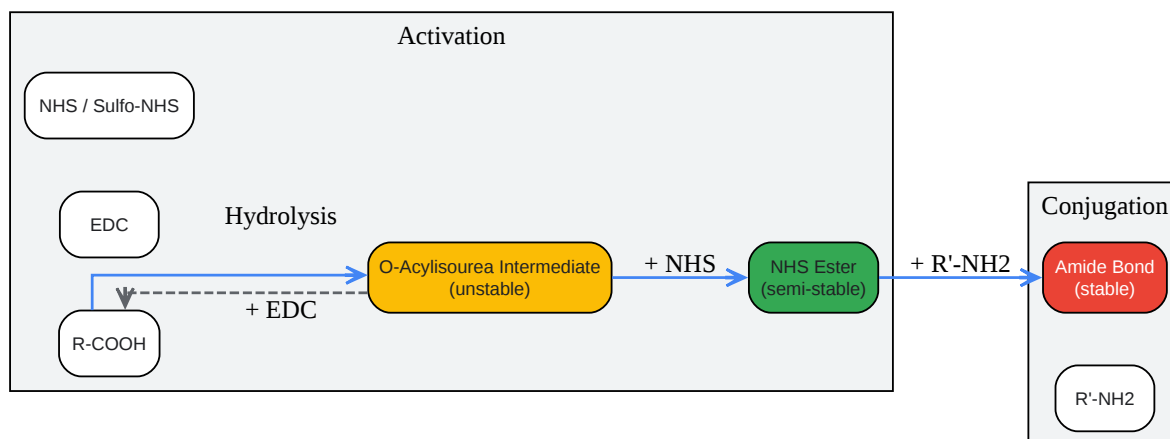 Activation
NHS / Sulfo-NHS
EDC
Hydrolysis
O-Acylisourea Intermediate
(unstable)
+ EDC
R-COOH
+ NHS
NHS Ester
(semi-stable)
+ R'-NH2
Conjugation
Amide Bond
(stable)
R'-NH2